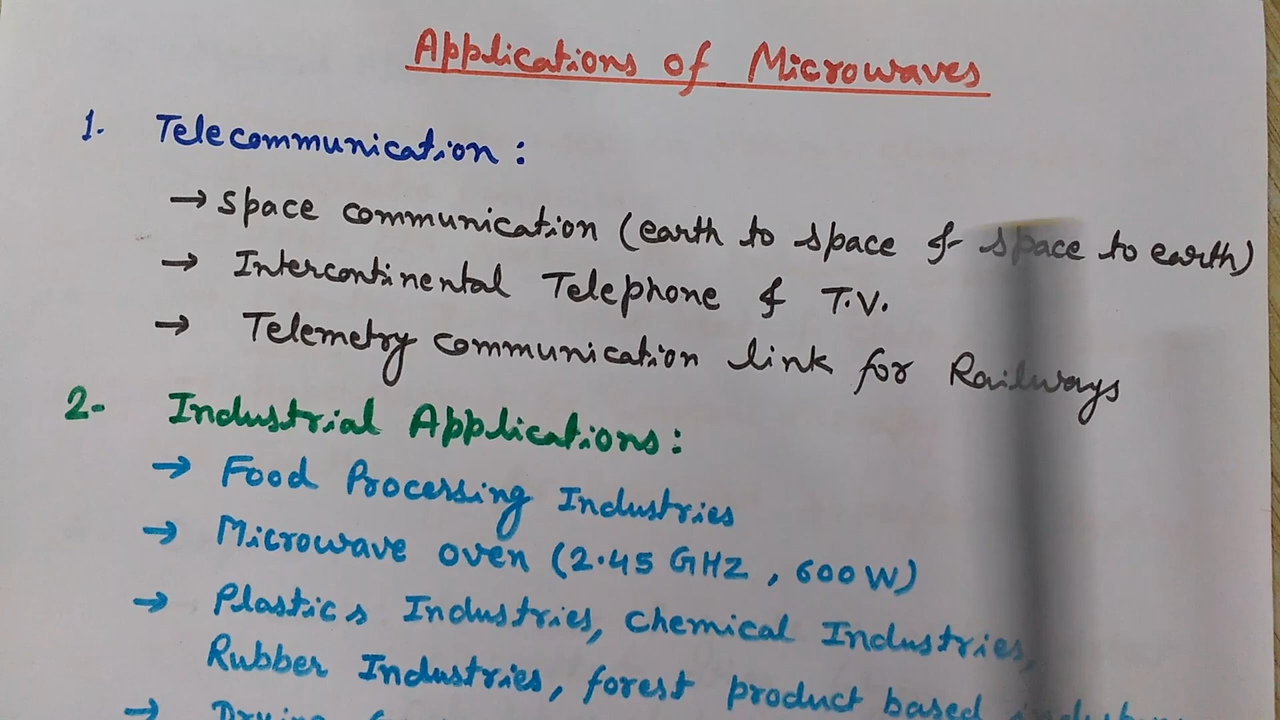 Applications of Microwaves
1. Telecommunication :
→ Space communication (earth to space & space to earth)
→ Intercontinental Telephone & T.V.
→ Telemetry communication link for Railways
2- Industrial Applications :
→ Food Processing Industries
→ Microwave oven (2.45 GHz , 600 W)
→ Plastics Industries, Chemical Industries,
Rubber Industries, forest product based
→ Drying